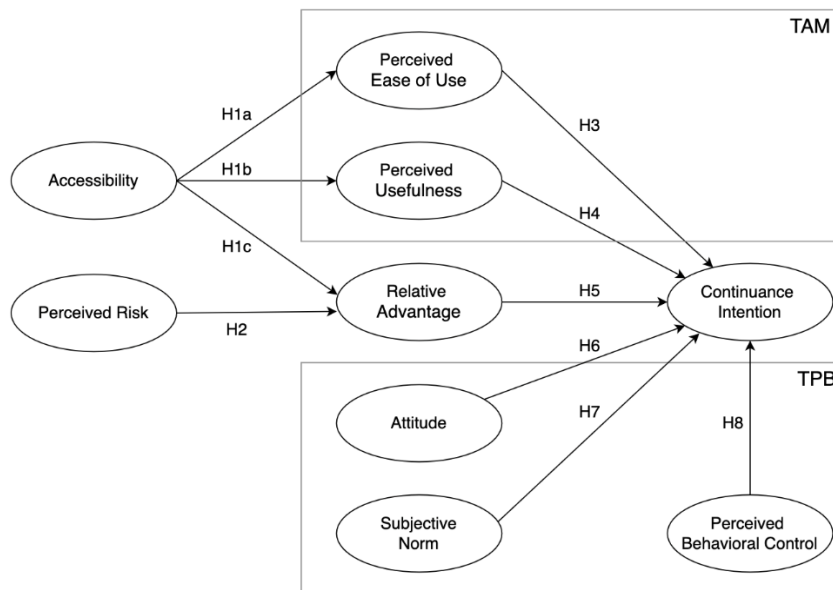 TAM
Perceived
Ease of Use
H1a
H3
Accessibility
H1b
Perceived
Usefulness
H4
H1c
Perceived Risk
H2
Relative
Advantage
H5
Continuance
Intention
H6
TPB
Attitude
H7
H8
Subjective
Norm
Perceived
Behavioral Control